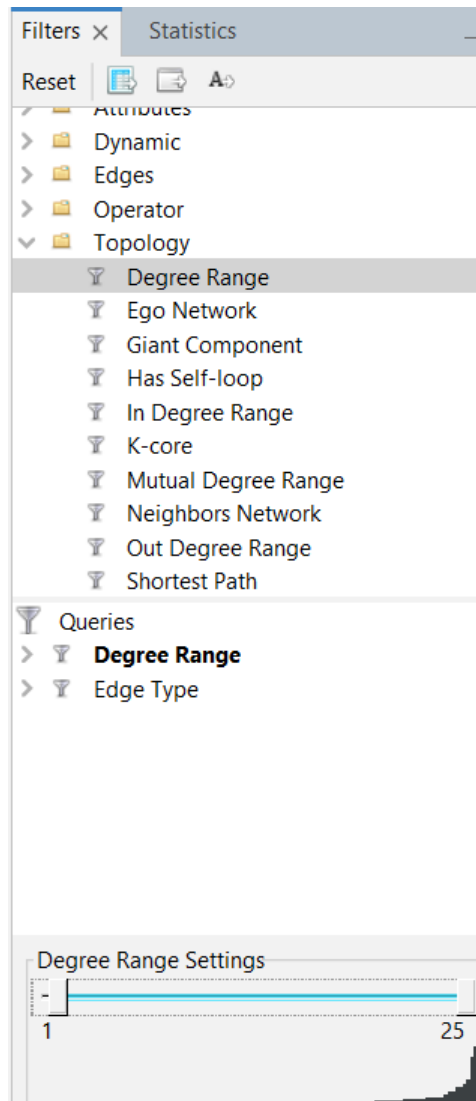 Filters × Statistics
Reset A
Attributes
Dynamic
Edges
Operator
Topology
Degree Range
Ego Network
Giant Component
Has Self-loop
In Degree Range
K-core
Mutual Degree Range
Neighbors Network
Out Degree Range
Shortest Path
Queries
Degree Range
Edge Type
Degree Range Settings
1 25